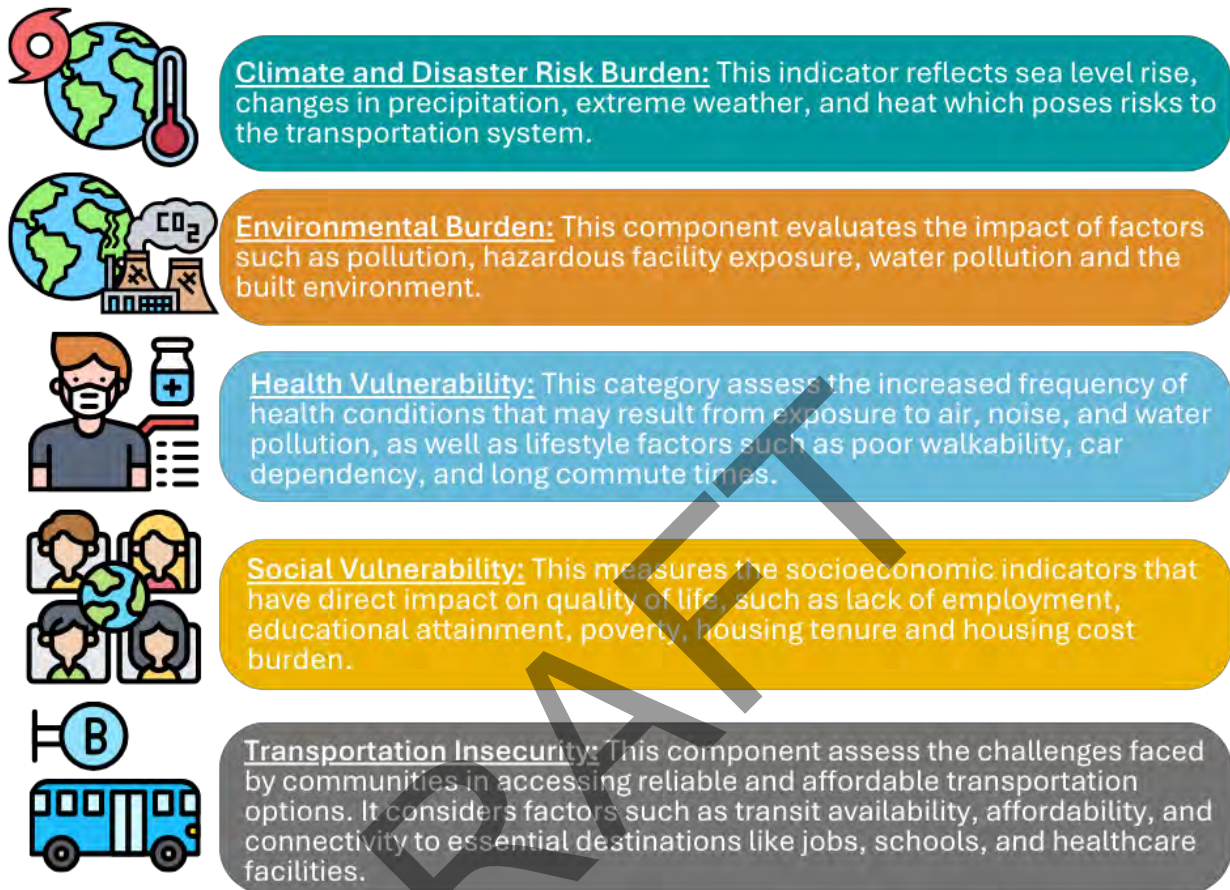 Climate and Disaster Risk Burden: This indicator reflects sea level rise,
changes in precipitation, extreme weather, and heat which poses risks to
the transportation system.
CO2
Environmental Burden: This component evaluates the impact of factors
such as pollution, hazardous facility exposure, water pollution and the
built environment.
Health Vulnerability: This category assess the increased frequency of
health conditions that may result from exposure to air, noise, and water
pollution, as well as lifestyle factors such as poor walkability, car
dependency, and long commute times.
Social Vulnerability: This measures the socioeconomic indicators that
have direct impact on quality of life, such as lack of employment,
educational attainment, poverty, housing tenure and housing cost
burden.
B
Transportation Insecurity: This component assess the challenges faced
by communities in accessing reliable and affordable transportation
options. It considers factors such as transit availability, affordability, and
connectivity to essential destinations like jobs, schools, and healthcare
facilities.
RAFT